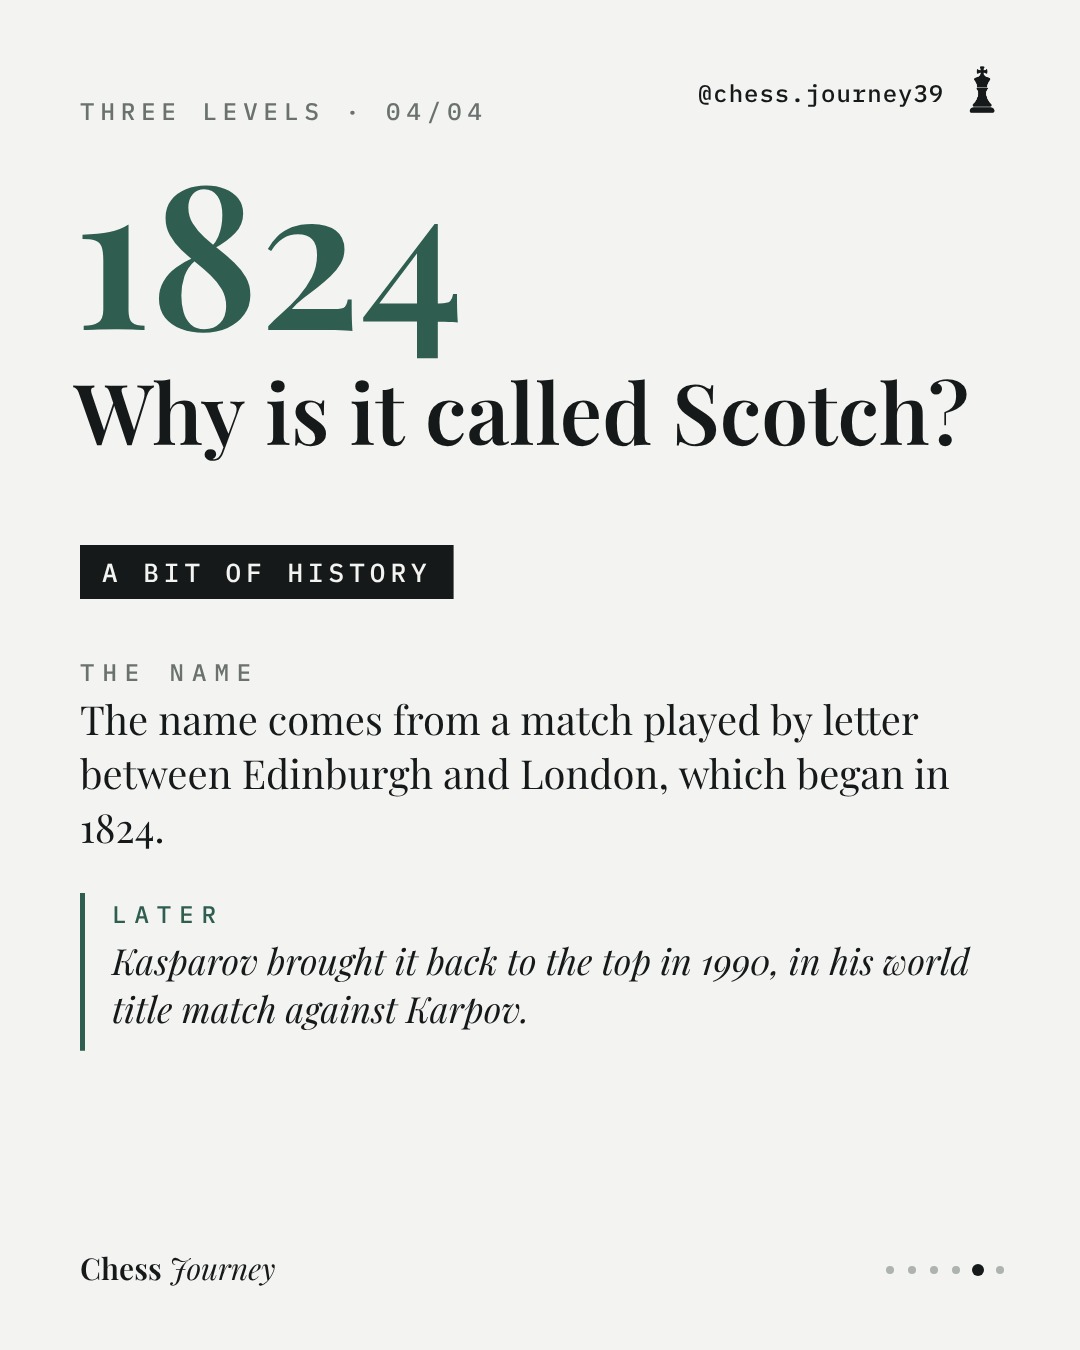 THREE LEVELS · 04/04
@chess.journey39
1824
Why is it called Scotch?
A BIT OF HISTORY
THE NAME
The name comes from a match played by letter
between Edinburgh and London, which began in
1824.
LATER
Kasparov brought it back to the top in 1990, in his world
title match against Karpov.
Chess Journey